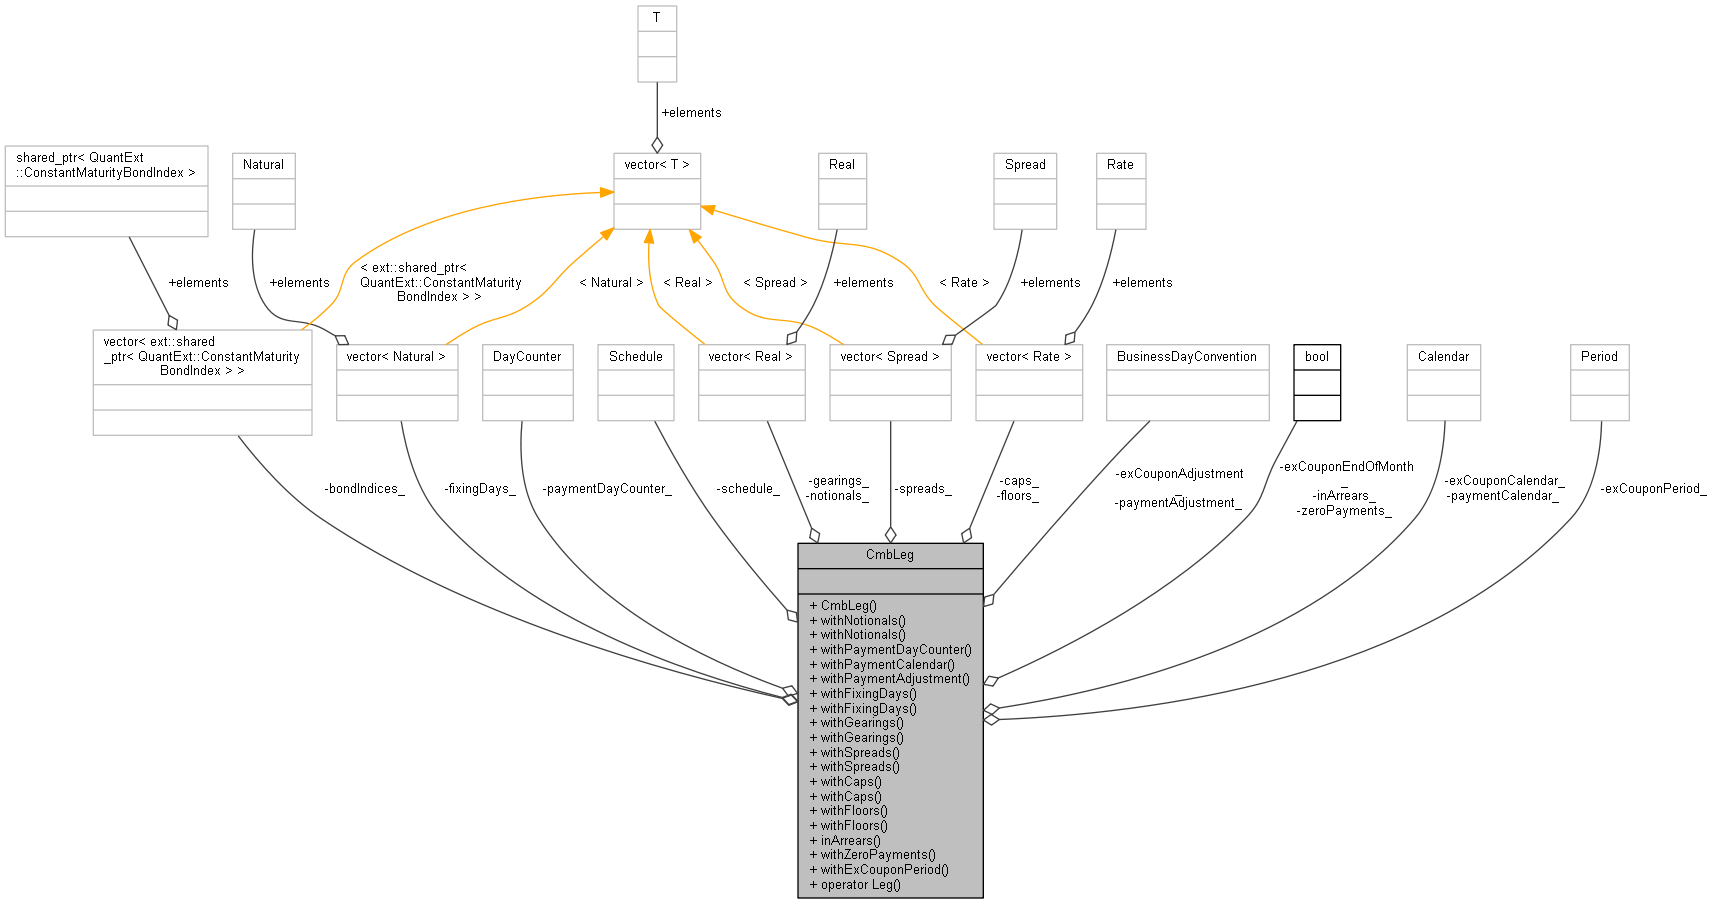 T
+elements
shared_ptr< QuantExt
::ConstantMaturityBondIndex >
Natural
vector< T >
Real
Spread
Rate
+elements
+elements
< ext::shared_ptr<
QuantExt::ConstantMaturity
BondIndex > >
< Natural >
< Real >
< Spread >
+elements
< Rate >
+elements
+elements
vector< ext::shared
_ptr< QuantExt::ConstantMaturity
BondIndex > >
vector< Natural >
DayCounter
Schedule
vector< Real >
vector< Spread >
vector< Rate >
BusinessDayConvention
bool
Calendar
Period
-bondIndices_
-fixingDays_
-paymentDayCounter_
-schedule_
-gearings_
-notionals_
-spreads_
-caps_
-floors_
-exCouponAdjustment
_
-paymentAdjustment_
-exCouponEndOfMonth
_
-inArrears_
-zeroPayments_
-exCouponCalendar_
-paymentCalendar_
-exCouponPeriod_
CmbLeg
+ CmbLeg()
+ withNotionals()
+ withNotionals()
+ withPaymentDayCounter()
+ withPaymentCalendar()
+ withPaymentAdjustment()
+ withFixingDays()
+ withFixingDays()
+ withGearings()
+ withGearings()
+ withSpreads()
+ withSpreads()
+ withCaps()
+ withCaps()
+ withFloors()
+ withFloors()
+ inArrears()
+ withZeroPayments()
+ withExCouponPeriod()
+ operator Leg()